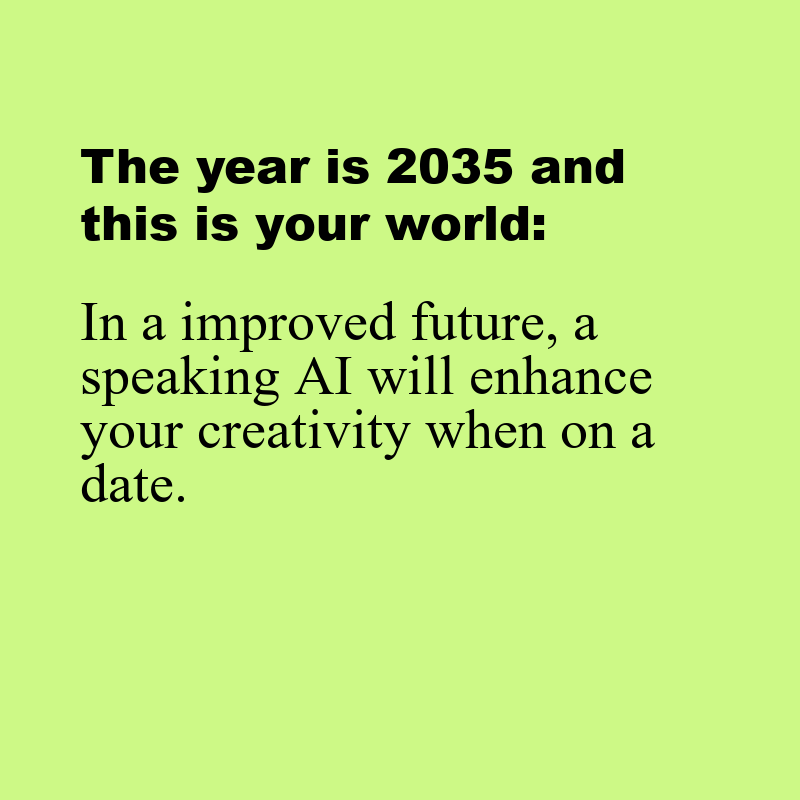 The year is 2035 and
this is your world:
In a improved future, a
speaking AI will enhance
your creativity when on a
date.